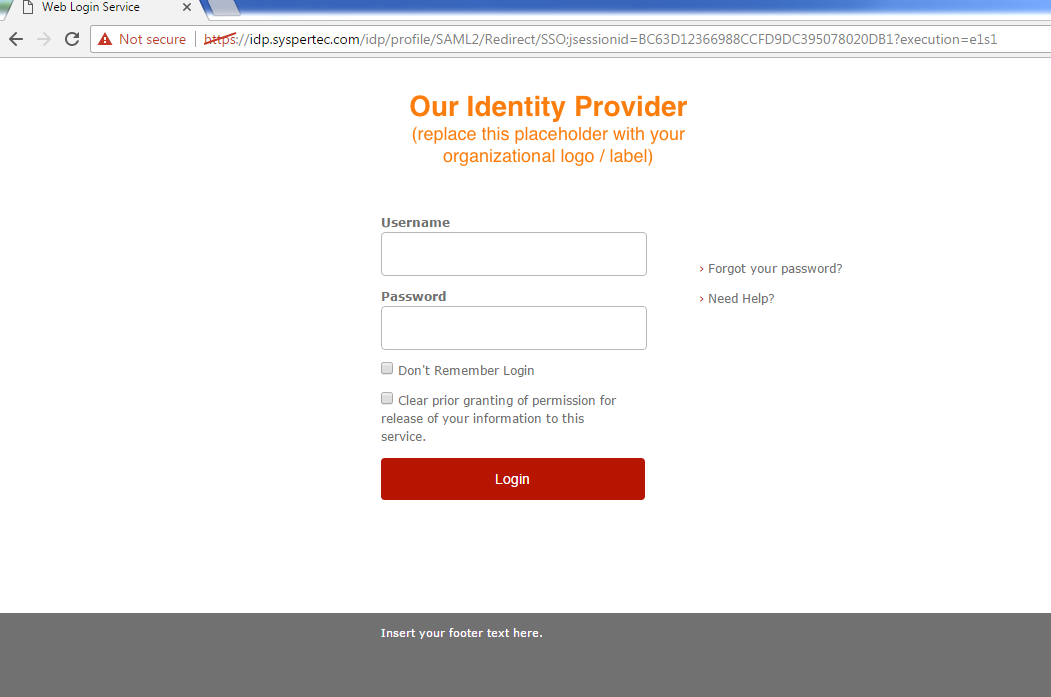 Web Login Service
Not secure
https://idp.syspertec.com/idp/profile/SAML2/Redirect/SSO;jsessionid=BC63D12366988CCFD9DC395078020DB1?execution=e1s1
Our Identity Provider
(replace this placeholder with your
organizational logo / label)
Username
› Forgot your password?
› Need Help?
Password
Don't Remember Login
Clear prior granting of permission for
release of your information to this
service.
Login
Insert your footer text here.